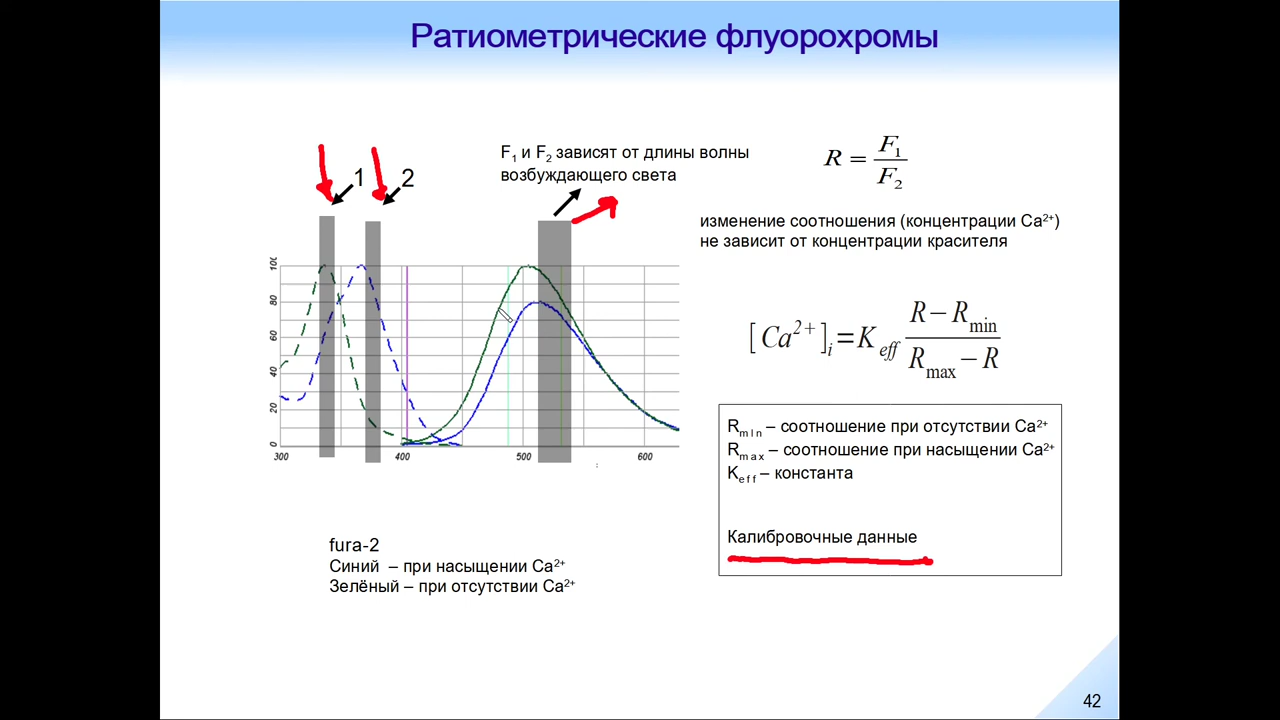 Ратиометрические флуорохромы
1
2
F1 и F2 зависят от длины волны
возбуждающего света
R = F1 / F2
изменение соотношения (концентрации Ca2+)
не зависит от концентрации красителя
[Ca2+]i = Keff (R − Rmin) / (Rmax − R)
100
80
60
40
20
0
300
400
500
600
Rmin – соотношение при отсутствии Ca2+
Rmax – соотношение при насыщении Ca2+
Keff – константа
Калибровочные данные
fura-2
Синий – при насыщении Ca2+
Зелёный – при отсутствии Ca2+
42